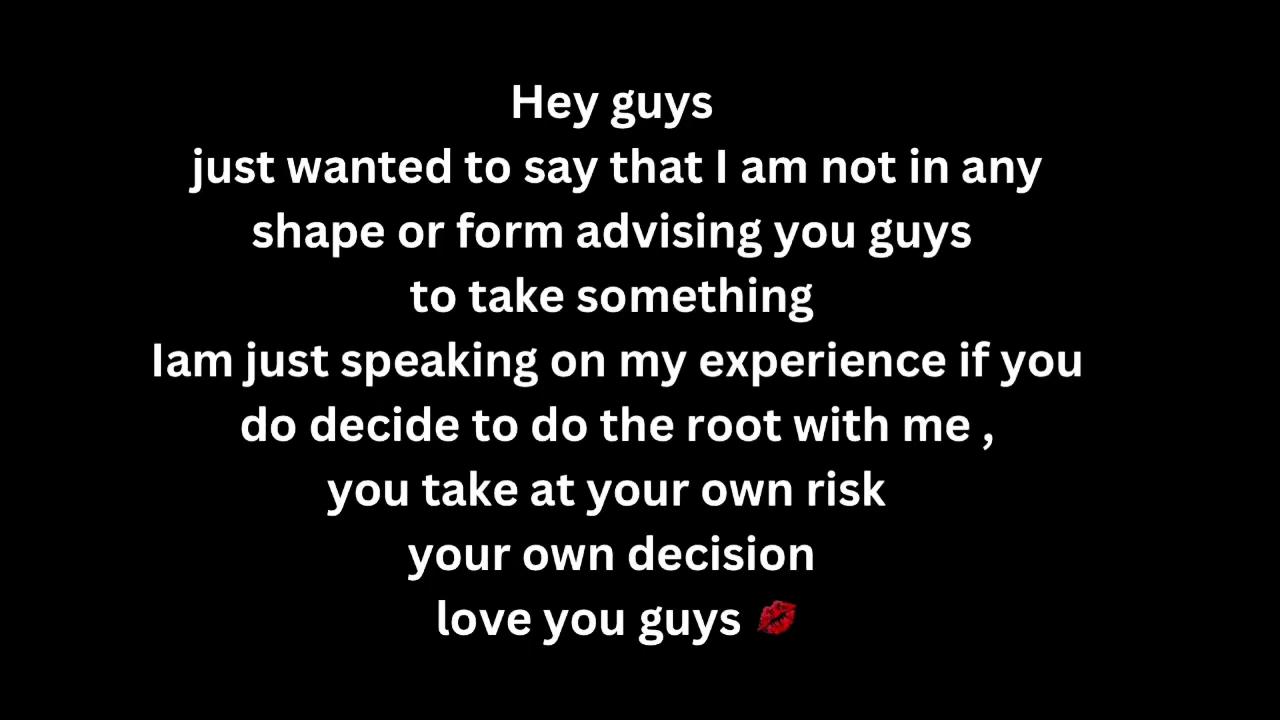 Hey guys
just wanted to say that I am not in any
shape or form advising you guys
to take something
Iam just speaking on my experience if you
do decide to do the root with me ,
you take at your own risk
your own decision
love you guys 💋